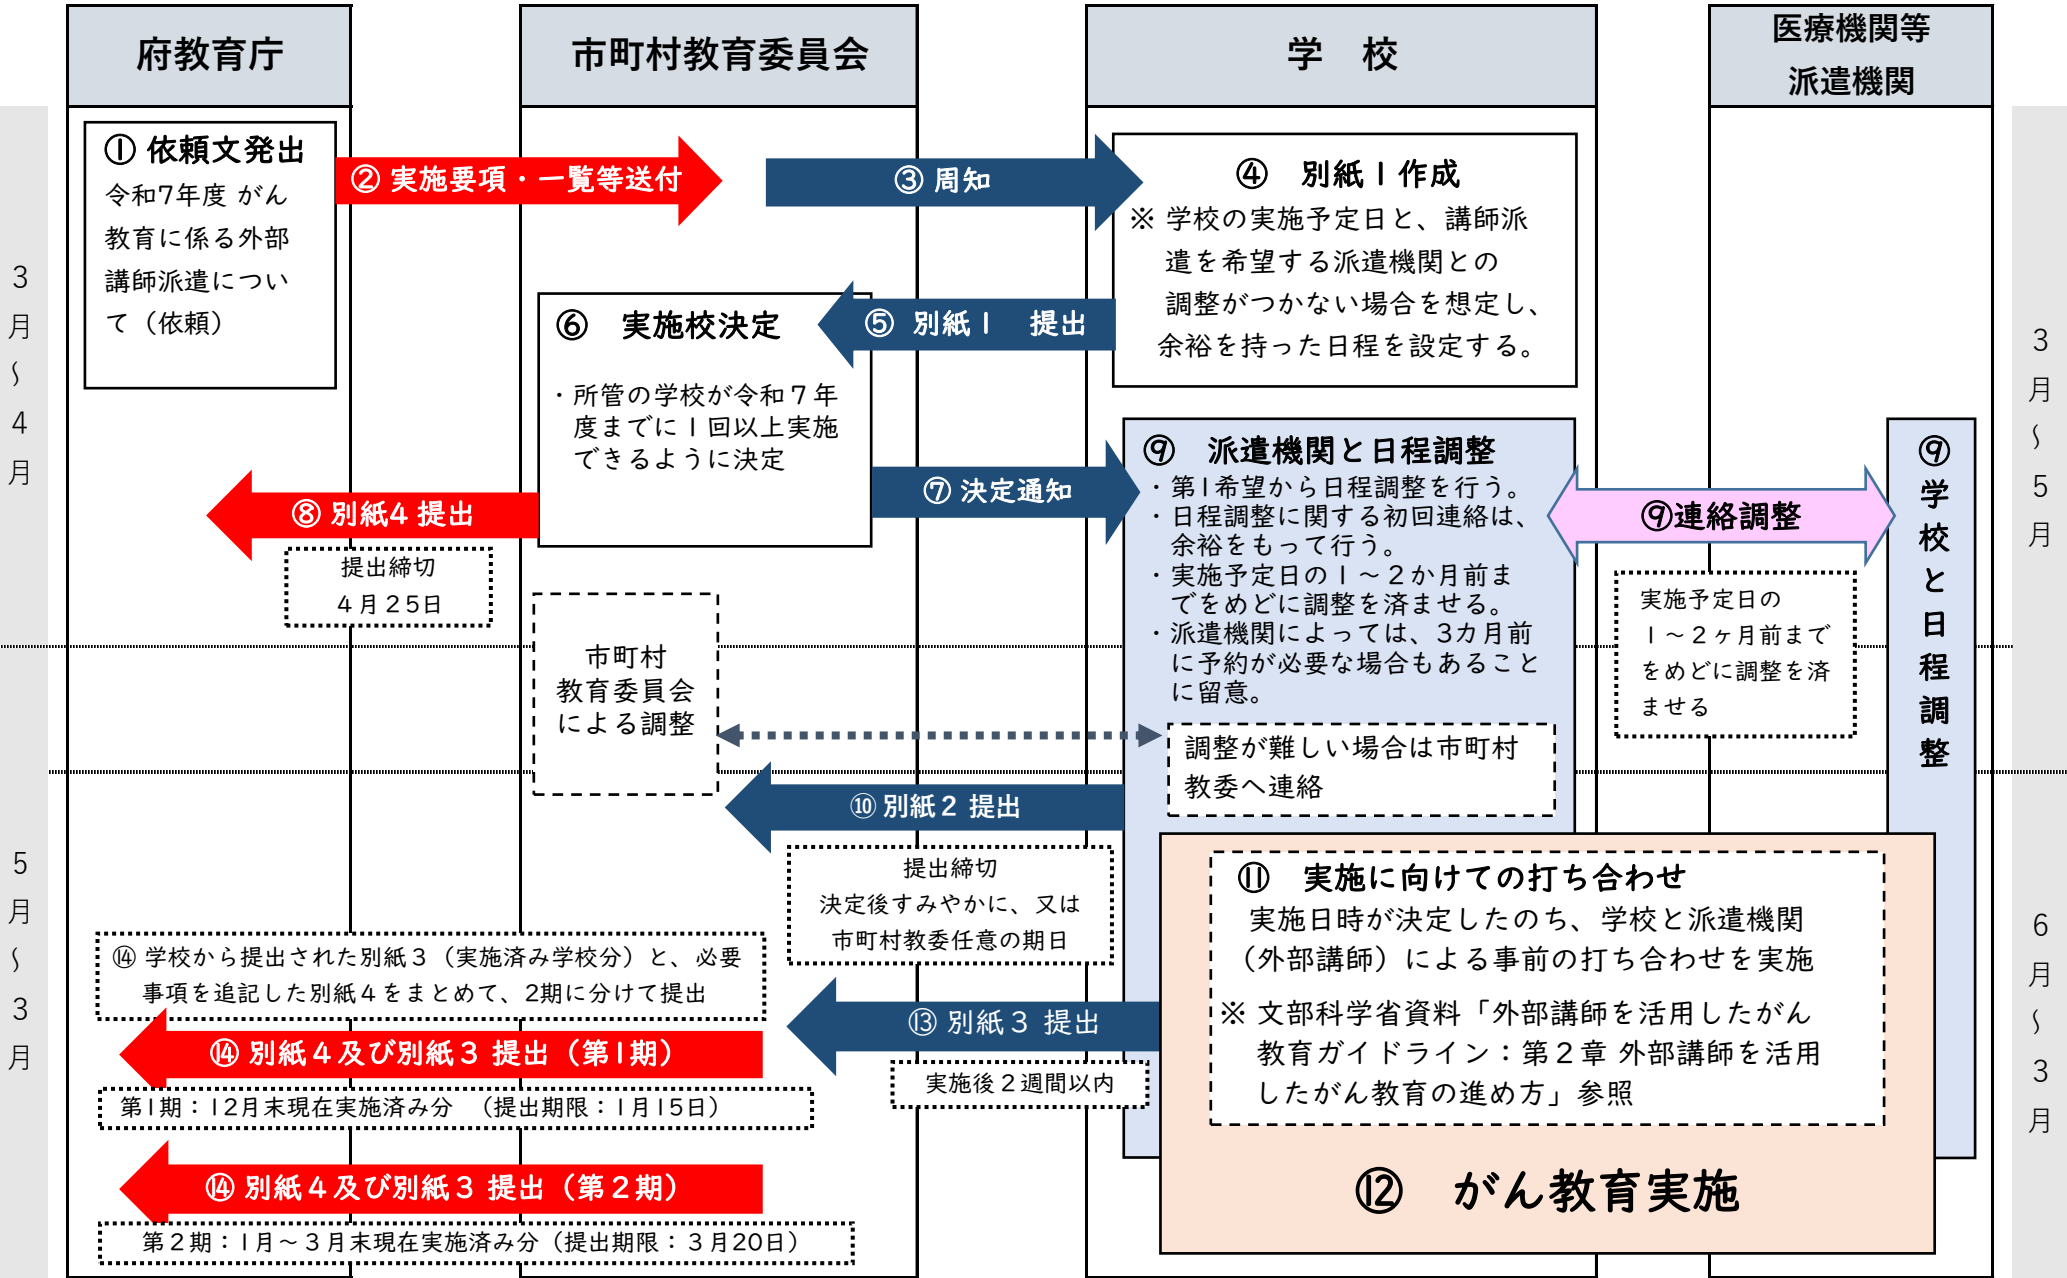 府教育庁
市町村教育委員会
学　校
医療機関等
派遣機関
3
月
～
4
月
5
月
～
3
月
① 依頼文発出
令和7年度 がん
教育に係る外部
講師派遣につい
て（依頼）
② 実施要項・一覧等送付
③ 周知
④　別紙１作成
※ 学校の実施予定日と、講師派
遣を希望する派遣機関との
調整がつかない場合を想定し、
余裕を持った日程を設定する。
⑤ 別紙１　提出
⑥　実施校決定
・所管の学校が令和７年
度までに１回以上実施
できるように決定
⑦ 決定通知
⑧ 別紙4 提出
提出締切
４月２5日
⑨　派遣機関と日程調整
・第1希望から日程調整を行う。
・日程調整に関する初回連絡は、
余裕をもって行う。
・実施予定日の１～２か月前ま
でをめどに調整を済ませる。
・派遣機関によっては、3カ月前
に予約が必要な場合もあること
に留意。
⑨連絡調整
⑨
学
校
と
日
程
調
整
実施予定日の
１～２ヶ月前まで
をめどに調整を済
ませる
市町村
教育委員会
による調整
調整が難しい場合は市町村
教委へ連絡
⑩ 別紙２ 提出
提出締切
決定後すみやかに、又は
市町村教委任意の期日
⑪　実施に向けての打ち合わせ
実施日時が決定したのち、学校と派遣機関
（外部講師）による事前の打ち合わせを実施
※ 文部科学省資料「外部講師を活用したがん
教育ガイドライン：第２章 外部講師を活用
したがん教育の進め方」参照
⑫　がん教育実施
⑬ 別紙３ 提出
実施後２週間以内
⑭ 学校から提出された別紙３（実施済み学校分）と、必要
事項を追記した別紙４をまとめて、2期に分けて提出
⑭ 別紙４及び別紙３ 提出（第1期）
第1期：12月末現在実施済み分　（提出期限：1月15日）
⑭ 別紙４及び別紙３ 提出（第２期）
第２期：1月～３月末現在実施済み分（提出期限：３月20日）
3
月
～
5
月
6
月
～
3
月